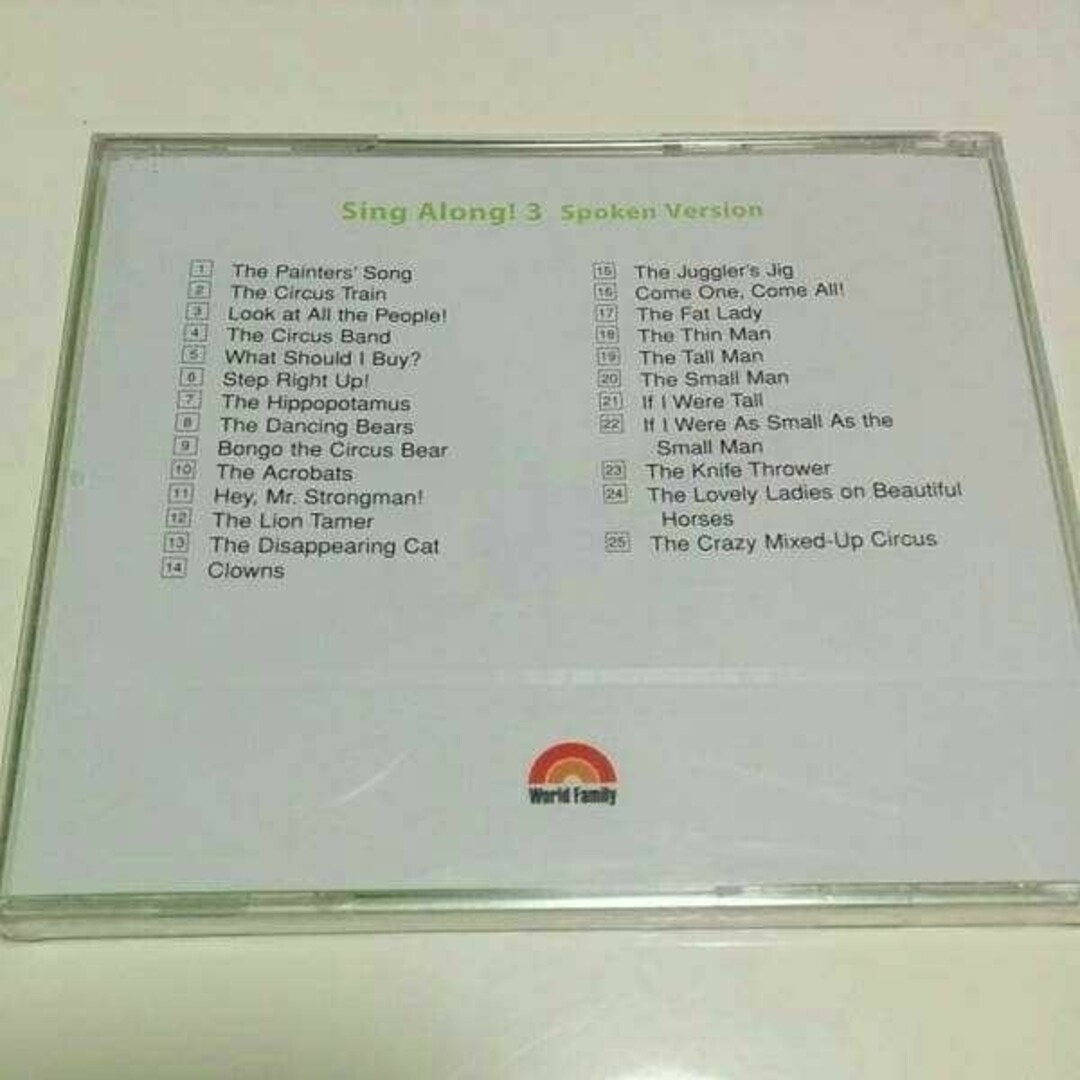 Sing Along! 3 Spoken Version
1 The Painters' Song
2 The Circus Train
3 Look at All the People!
4 The Circus Band
5 What Should I Buy?
6 Step Right Up!
7 The Hippopotamus
8 The Dancing Bears
9 Bongo the Circus Bear
10 The Acrobats
11 Hey, Mr. Strongman!
12 The Lion Tamer
13 The Disappearing Cat
14 Clowns
15 The Juggler's Jig
16 Come One, Come All!
17 The Fat Lady
18 The Thin Man
19 The Tall Man
20 The Small Man
21 If I Were Tall
22 If I Were As Small As the
Small Man
23 The Knife Thrower
24 The Lovely Ladies on Beautiful
Horses
25 The Crazy Mixed-Up Circus
World Family